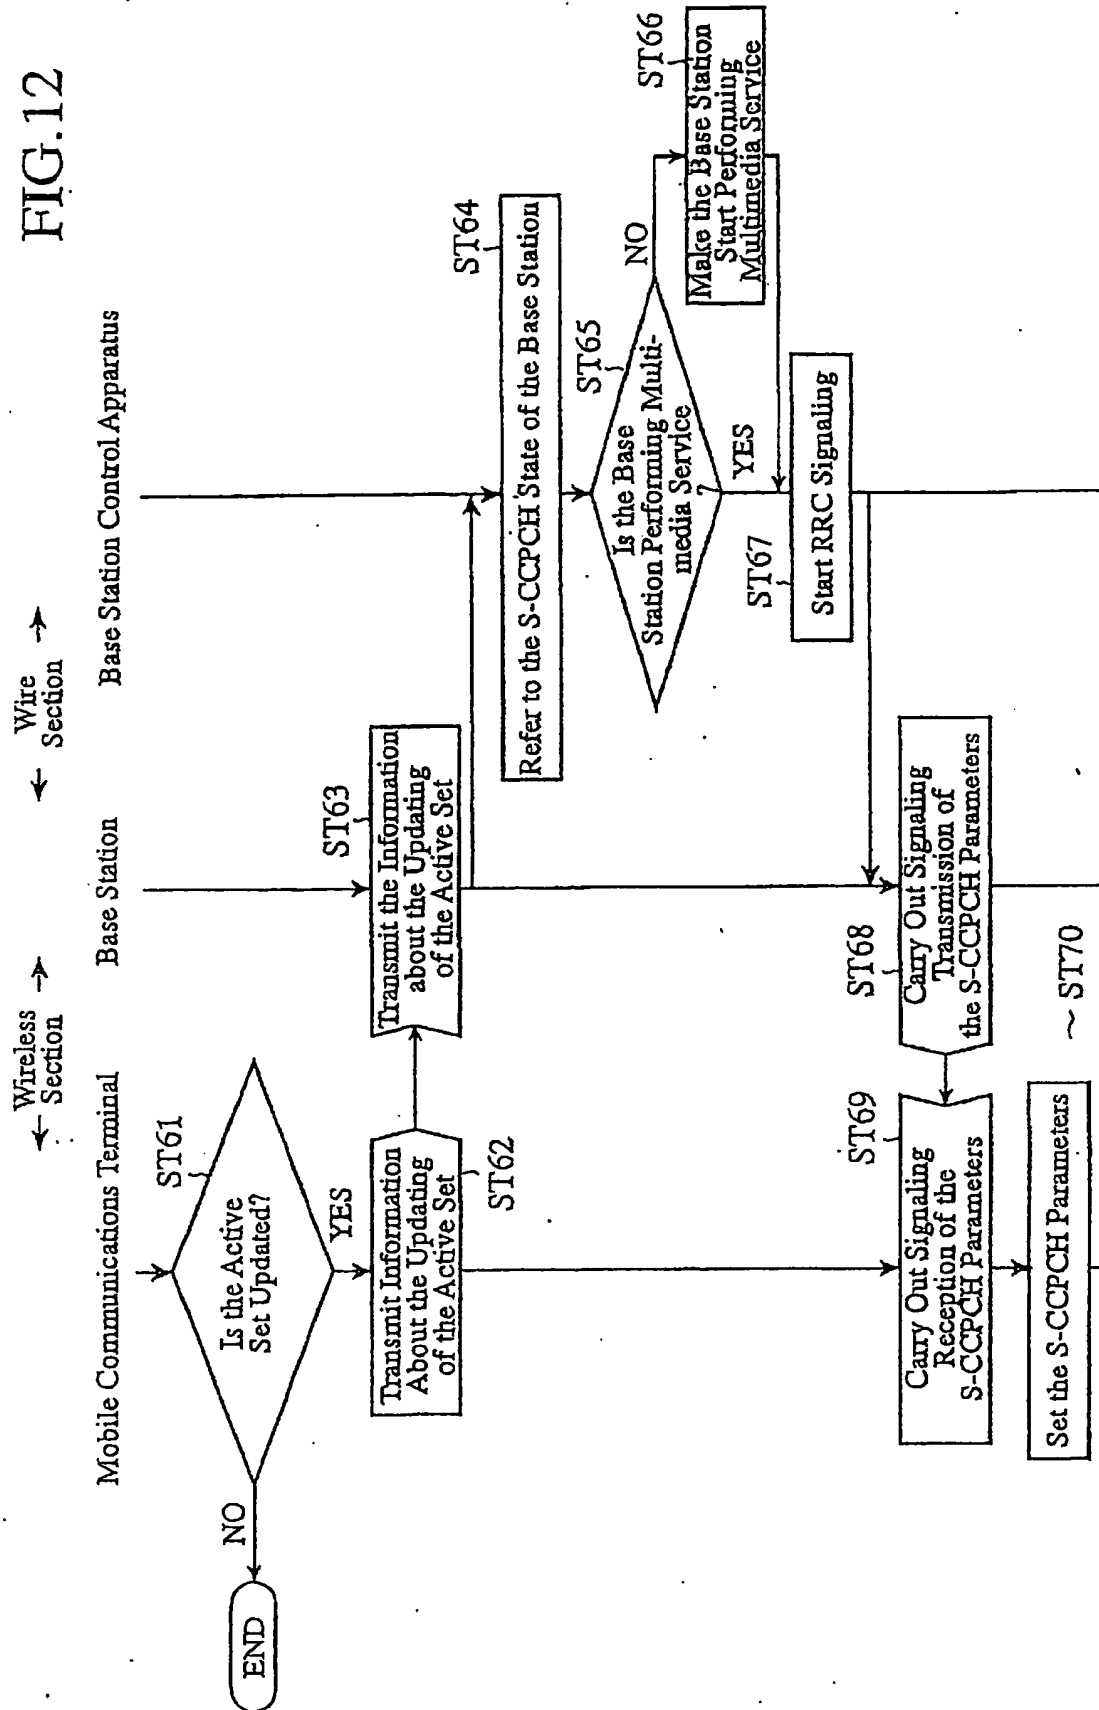 FIG.12
Wireless
Section
Wire
Section
Mobile Communications Terminal
Base Station
Base Station Control Apparatus
ST61
Is the Active
Set Updated?
NO
END
YES
Transmit Information
About the Updating
of the Active Set
ST62
ST63
Transmit the Information
about the Updating
of the Active Set
ST64
Refer to the S-CCPCH State of the Base Station
ST65
Is the Base
Station Performing Multi-
media Service
?
NO
YES
ST66
Make the Base Station
Start Performing
Multimedia Service
ST67
Start RRC Signaling
ST68
Carry Out Signaling
Transmission of
the S-CCPCH Parameters
ST69
Carry Out Signaling
Reception of the
S-CCPCH Parameters
Set the S-CCPCH Parameters
~ ST70